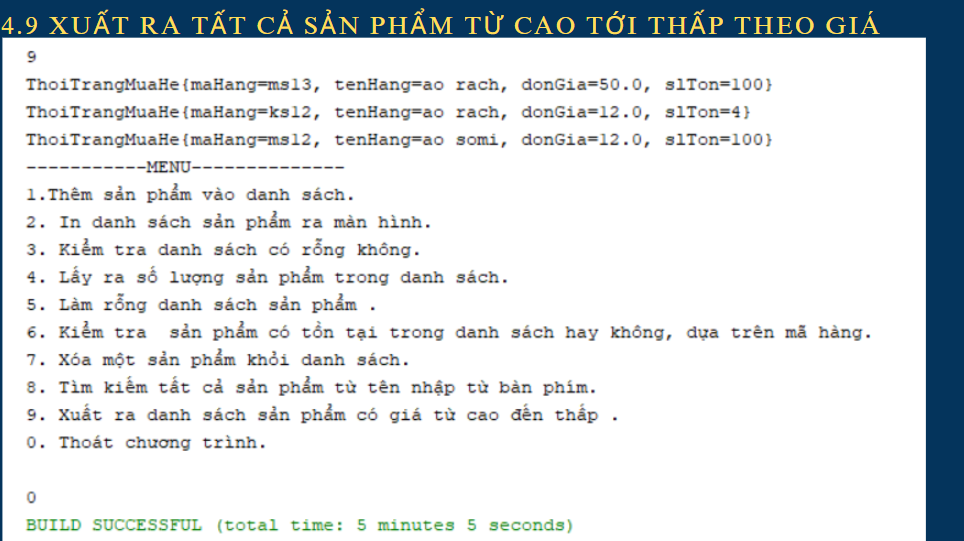 4.9 XUẤT RA TẤT CẢ SẢN PHẨM TỪ CAO TỚI THẤP THEO GIÁ
9
ThoiTrangMuaHe{maHang=ms13, tenHang=ao rach, donGia=50.0, slTon=100}
ThoiTrangMuaHe{maHang=ks12, tenHang=ao rach, donGia=12.0, slTon=4}
ThoiTrangMuaHe{maHang=ms12, tenHang=ao somi, donGia=12.0, slTon=100}
-----------MENU--------------
1.Thêm sản phẩm vào danh sách.
2. In danh sách sản phẩm ra màn hình.
3. Kiểm tra danh sách có rỗng không.
4. Lấy ra số lượng sản phẩm trong danh sách.
5. Làm rỗng danh sách sản phẩm .
6. Kiểm tra  sản phẩm có tồn tại trong danh sách hay không, dựa trên mã hàng.
7. Xóa một sản phẩm khỏi danh sách.
8. Tìm kiếm tất cả sản phẩm từ tên nhập từ bàn phím.
9. Xuất ra danh sách sản phẩm có giá từ cao đến thấp .
0. Thoát chương trình.
0
BUILD SUCCESSFUL (total time: 5 minutes 5 seconds)